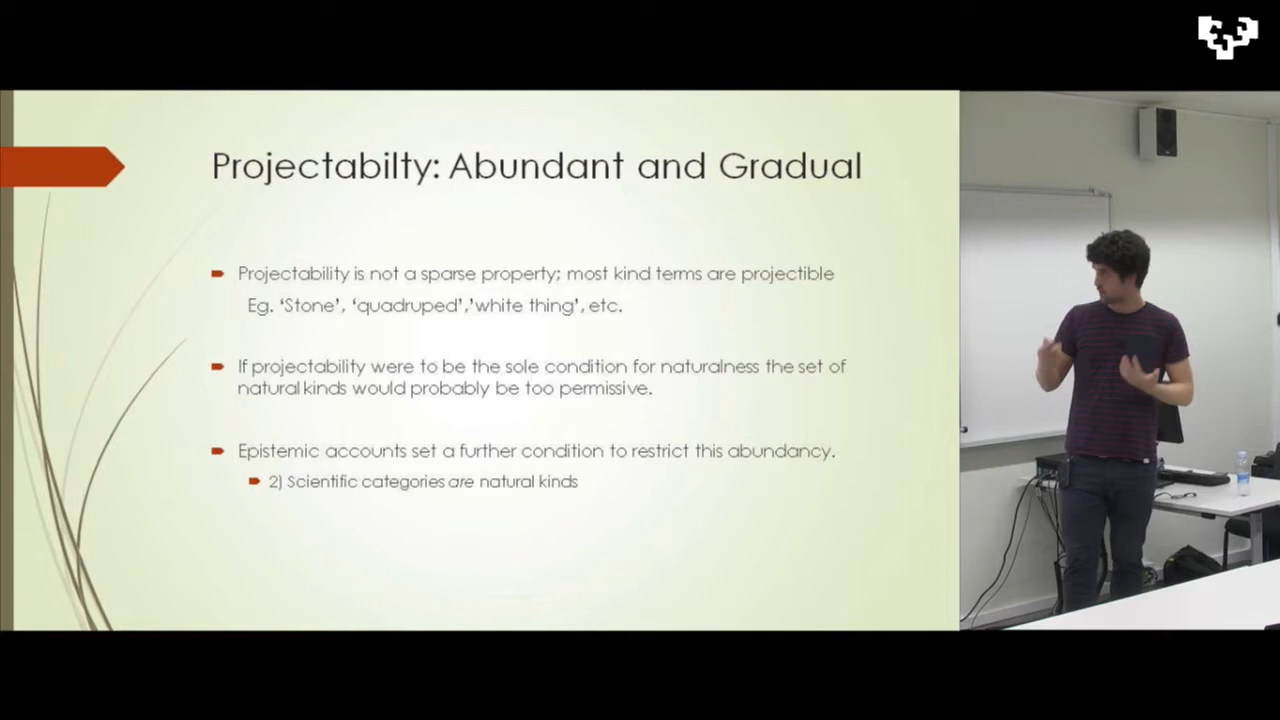 Projectabilty: Abundant and Gradual
Projectability is not a sparse property; most kind terms are projectible
Eg. ‘Stone’, ‘quadruped’,’white thing’, etc.
If projectability were to be the sole condition for naturalness the set of
natural kinds would probably be too permissive.
Epistemic accounts set a further condition to restrict this abundancy.
2) Scientific categories are natural kinds